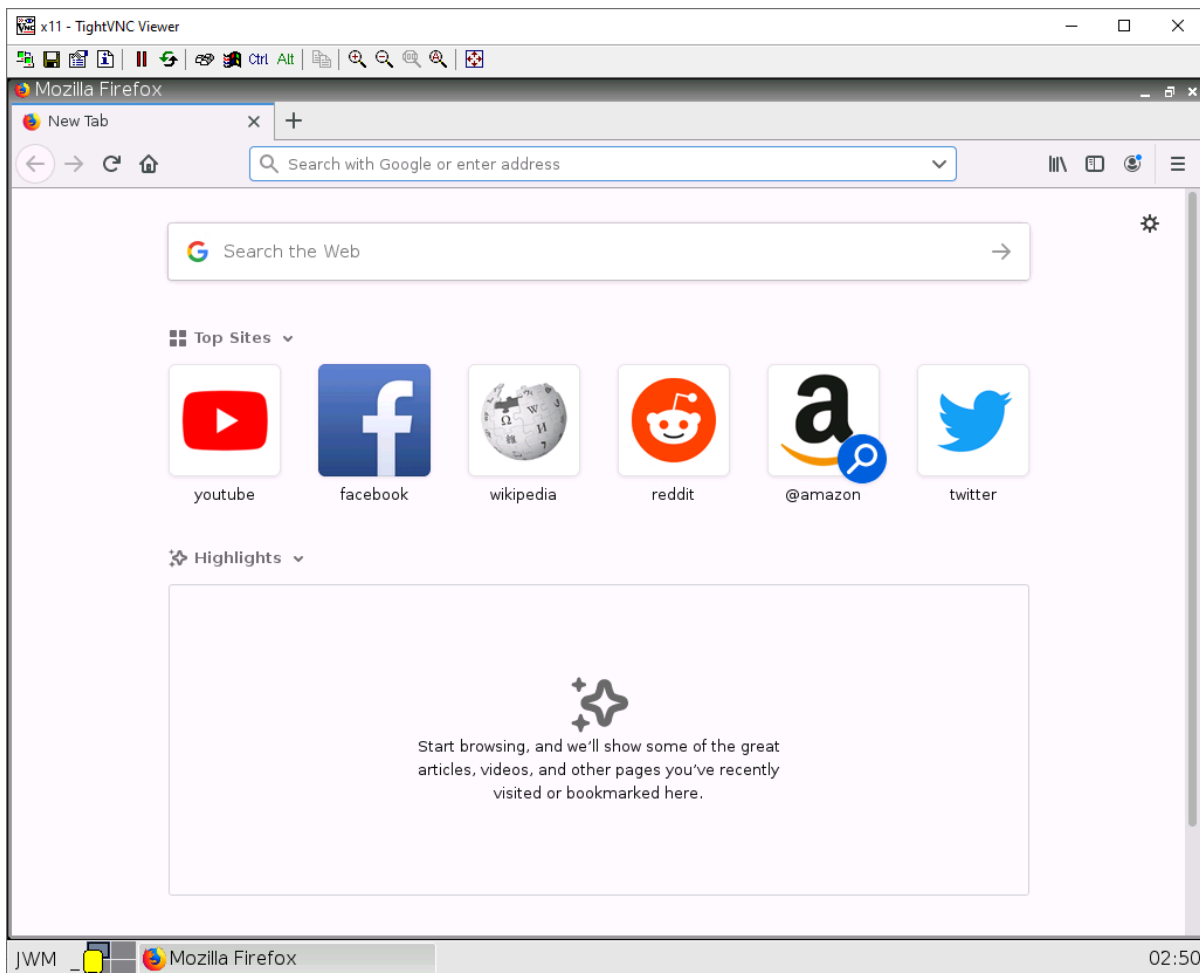 x11 - TightVNC Viewer
Ctrl Alt
Mozilla Firefox
New Tab
Search with Google or enter address
Search the Web
Top Sites
youtube facebook wikipedia reddit @amazon twitter
Highlights
Start browsing, and we'll show some of the great
articles, videos, and other pages you've recently
visited or bookmarked here.
JWM _ Mozilla Firefox 02:50